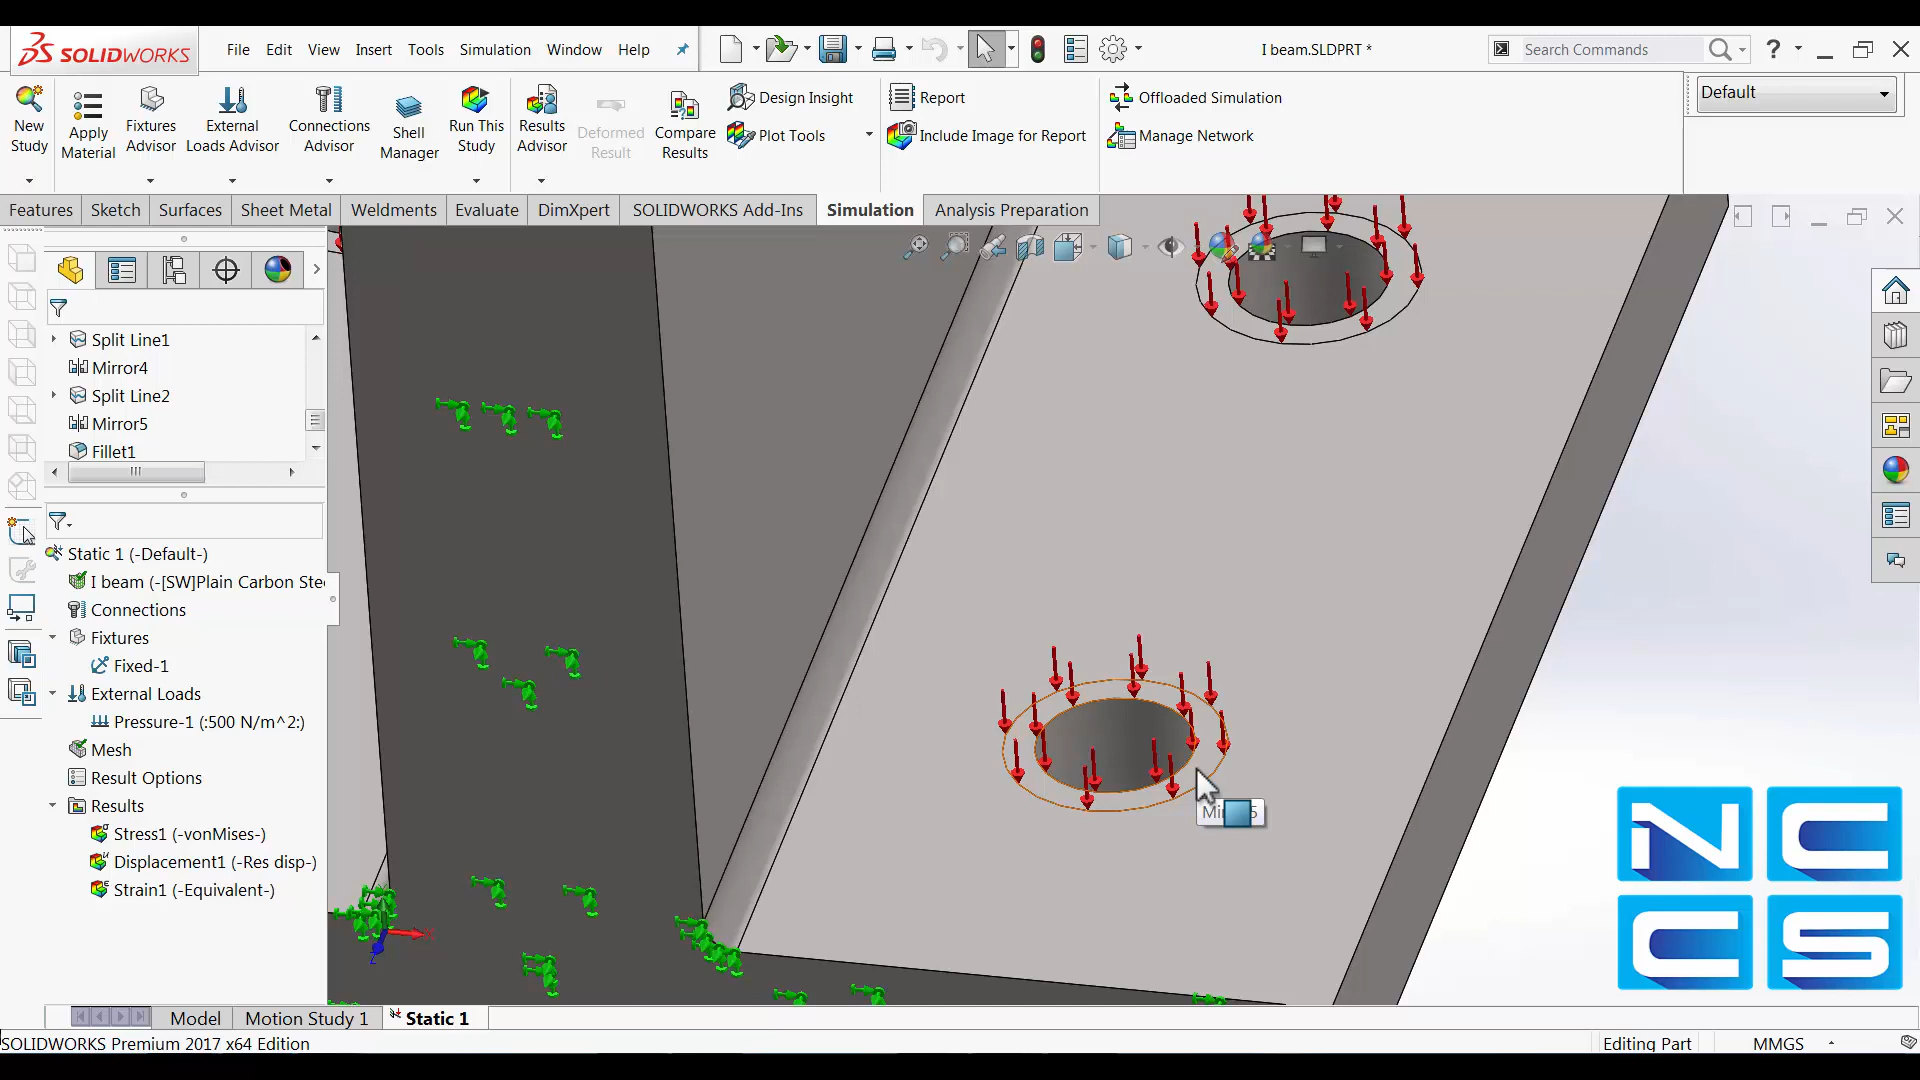 SOLIDWORKS
File Edit View Insert Tools Simulation Window Help
I beam.SLDPRT *
Search Commands
?
New Study
Apply Material
Fixtures Advisor
External Loads Advisor
Connections Advisor
Shell Manager
Run This Study
Results Advisor
Deformed Result
Compare Results
Design Insight
Plot Tools
Report
Include Image for Report
Offloaded Simulation
Manage Network
Default
Features Sketch Surfaces Sheet Metal Weldments Evaluate DimXpert SOLIDWORKS Add-Ins Simulation Analysis Preparation
Split Line1
Mirror4
Split Line2
Mirror5
Fillet1
Static 1 (-Default-)
I beam (-[SW]Plain Carbon Stee
Connections
Fixtures
Fixed-1
External Loads
Pressure-1 (:500 N/m^2:)
Mesh
Result Options
Results
Stress1 (-vonMises-)
Displacement1 (-Res disp-)
Strain1 (-Equivalent-)
NC
CS
Model Motion Study 1 Static 1
SOLIDWORKS Premium 2017 x64 Edition
Editing Part MMGS